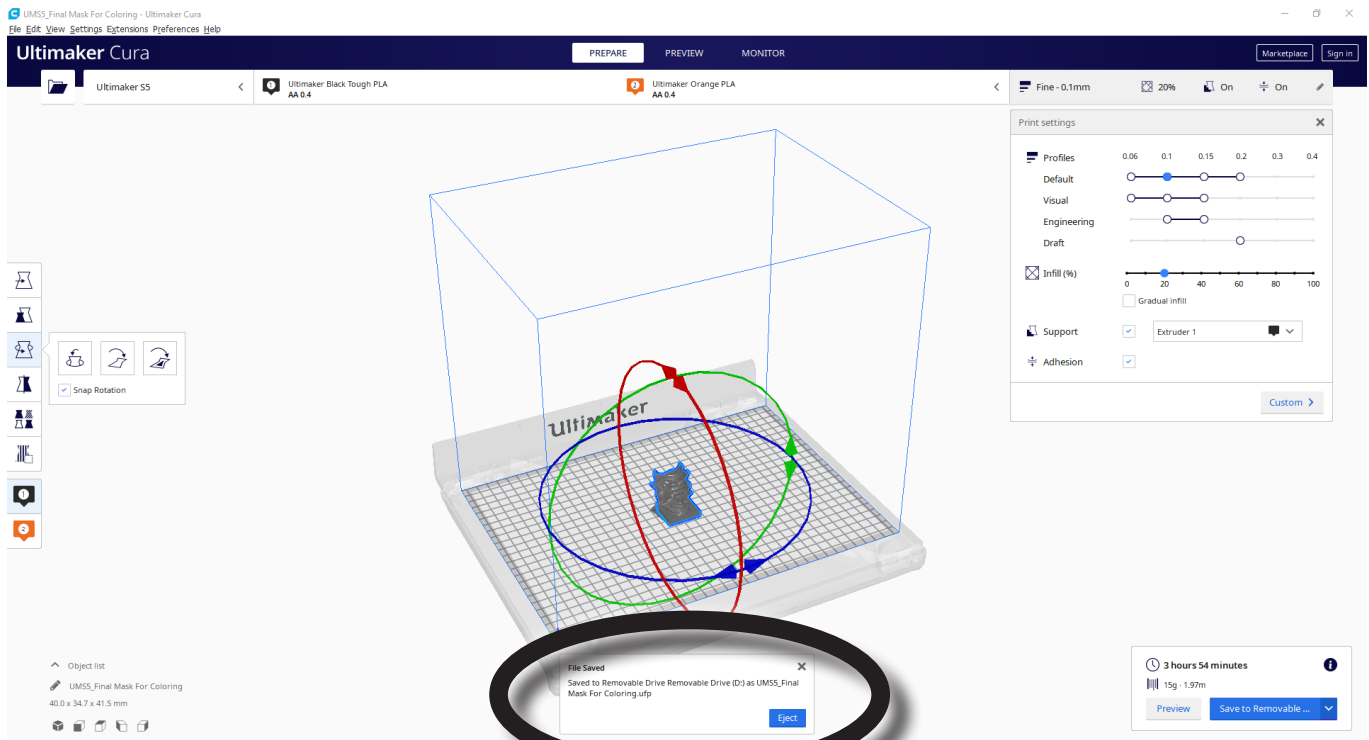 UMS5_Final Mask For Coloring - Ultimaker Cura
File Edit View Settings Extensions Preferences Help
Ultimaker Cura
PREPARE PREVIEW MONITOR
Marketplace Sign in
Ultimaker S5
1 Ultimaker Black Tough PLA
AA 0.4
2 Ultimaker Orange PLA
AA 0.4
Fine - 0.1mm 20% On On
Print settings
Profiles 0.06 0.1 0.15 0.2 0.3 0.4
Default
Visual
Engineering
Draft
Infill (%)
0 20 40 60 80 100
Gradual infill
Support Extruder 1
Adhesion
Custom
Snap Rotation
1
2
Ultimaker
Object list
UMS5_Final Mask For Coloring
40.0 x 34.7 x 41.5 mm
File Saved
Saved to Removable Drive Removable Drive (D:) as UMS5_Final
Mask For Coloring.ufp
Eject
3 hours 54 minutes
15g · 1.97m
Preview Save to Removable ...